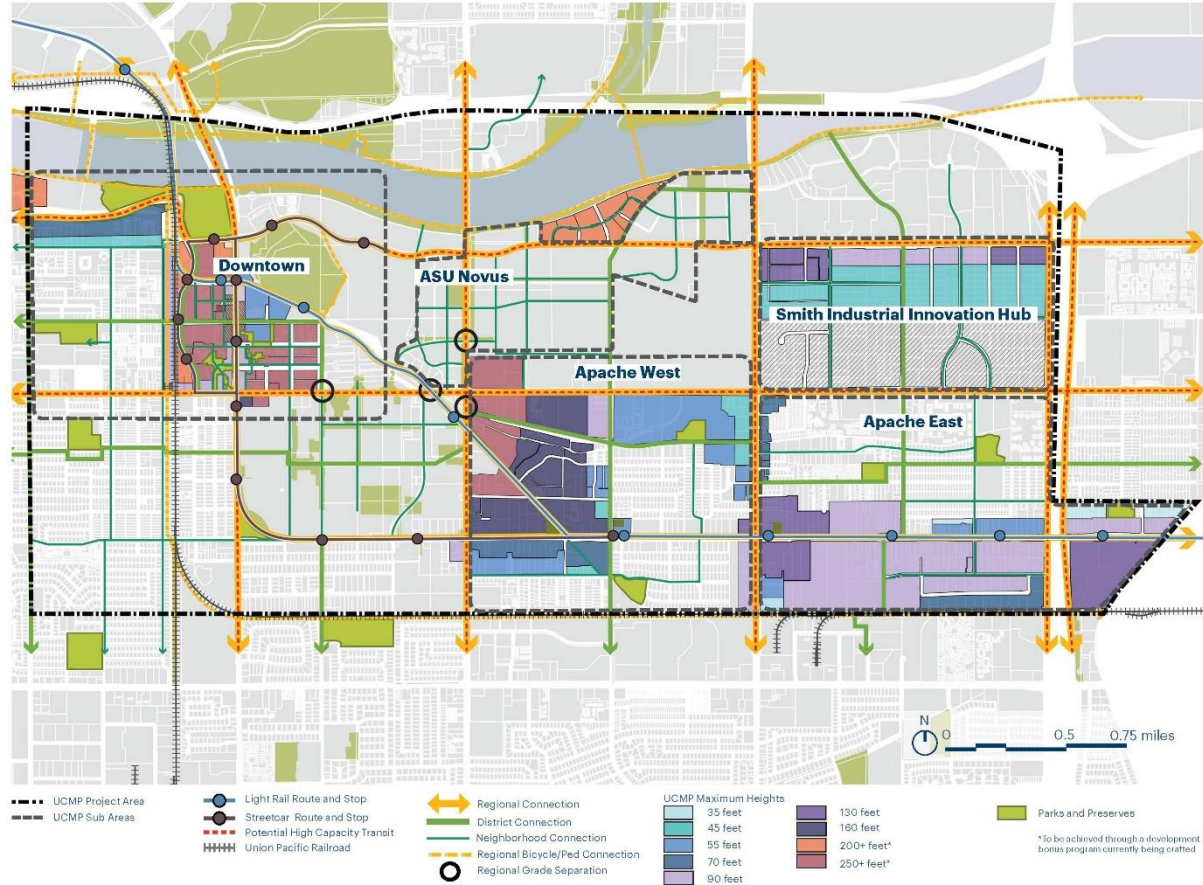 Downtown
ASU Novus
Smith Industrial Innovation Hub
Apache West
Apache East
N
0 0.5 0.75 miles
UCMP Project Area
UCMP Sub Areas
Light Rail Route and Stop
Streetcar Route and Stop
Potential High Capacity Transit
Union Pacific Railroad
Regional Connection
District Connection
Neighborhood Connection
Regional Bicycle/Ped Connection
Regional Grade Separation
UCMP Maximum Heights
35 feet
45 feet
55 feet
70 feet
90 feet
130 feet
160 feet
200+ feet*
250+ feet*
Parks and Preserves
*To be achieved through a development
bonus program currently being crafted